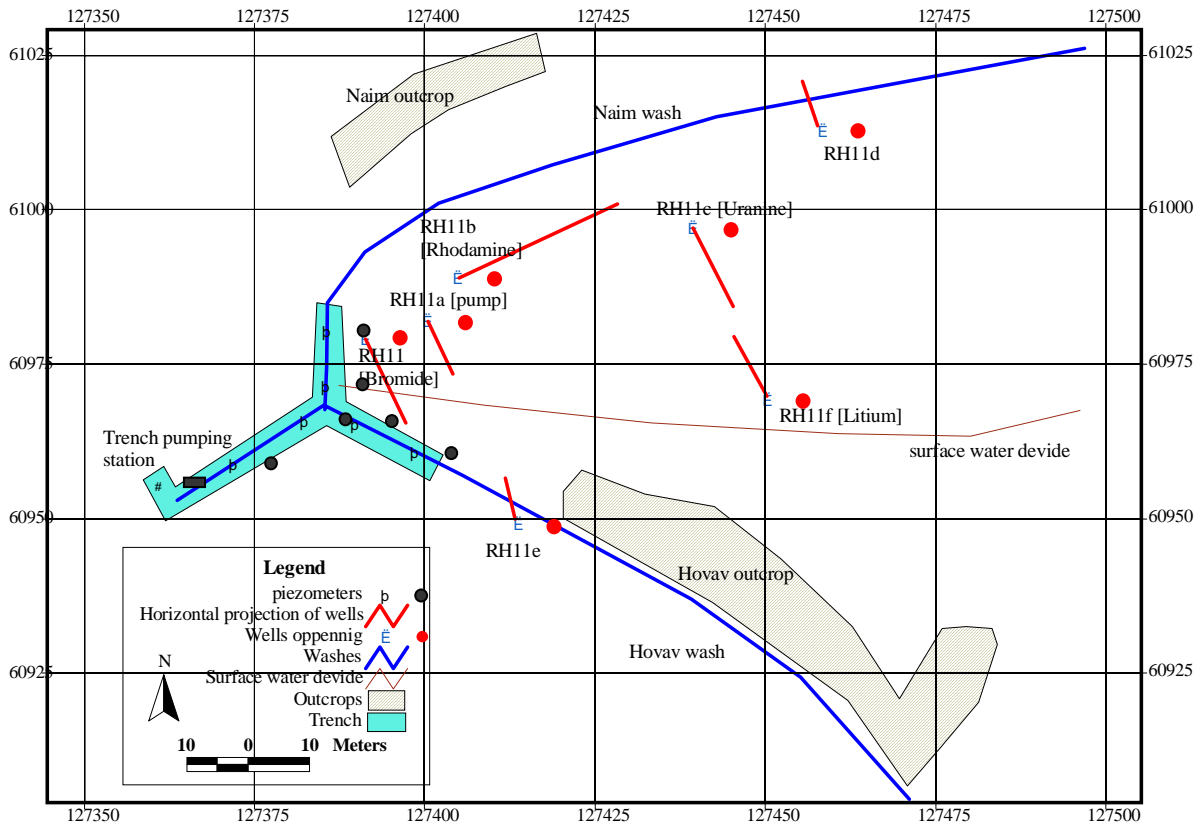 127350 127375 127400 127425 127450 127475 127500
61025 61025
Naim outcrop
Naim wash
RH11d
61000 61000
RH11c [Uranine]
RH11b
[Rhodamine]
RH11a [pump]
60975 60975
RH11
[Bromide]
RH11f [Litium]
Trench pumping
station
surface water devide
60950 60950
RH11e
Hovav outcrop
Hovav wash
60925 60925
Legend
piezometers
Horizontal projection of wells
Wells oppennig
Washes
Surface water devide
Outcrops
Trench
N
10 0 10 Meters
127350 127375 127400 127425 127450 127475 127500